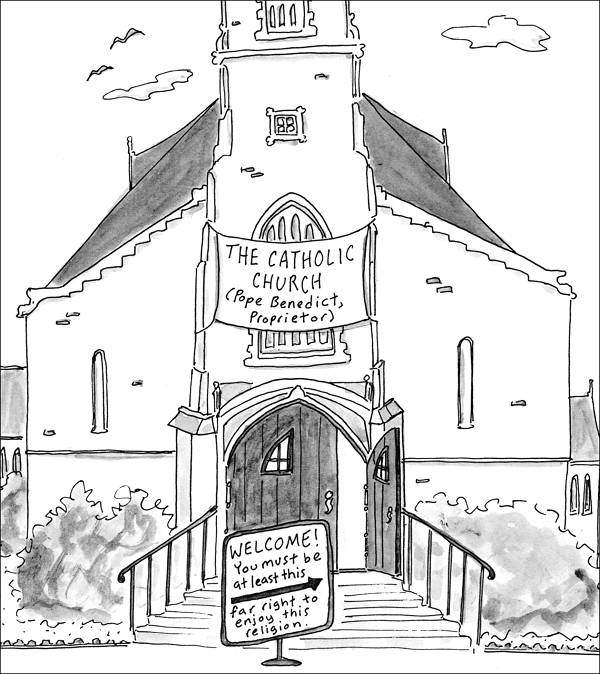 THE CATHOLIC
CHURCH
(Pope Benedict,
Proprietor)
WELCOME!
You must be
at least this
far right to
enjoy this
religion.